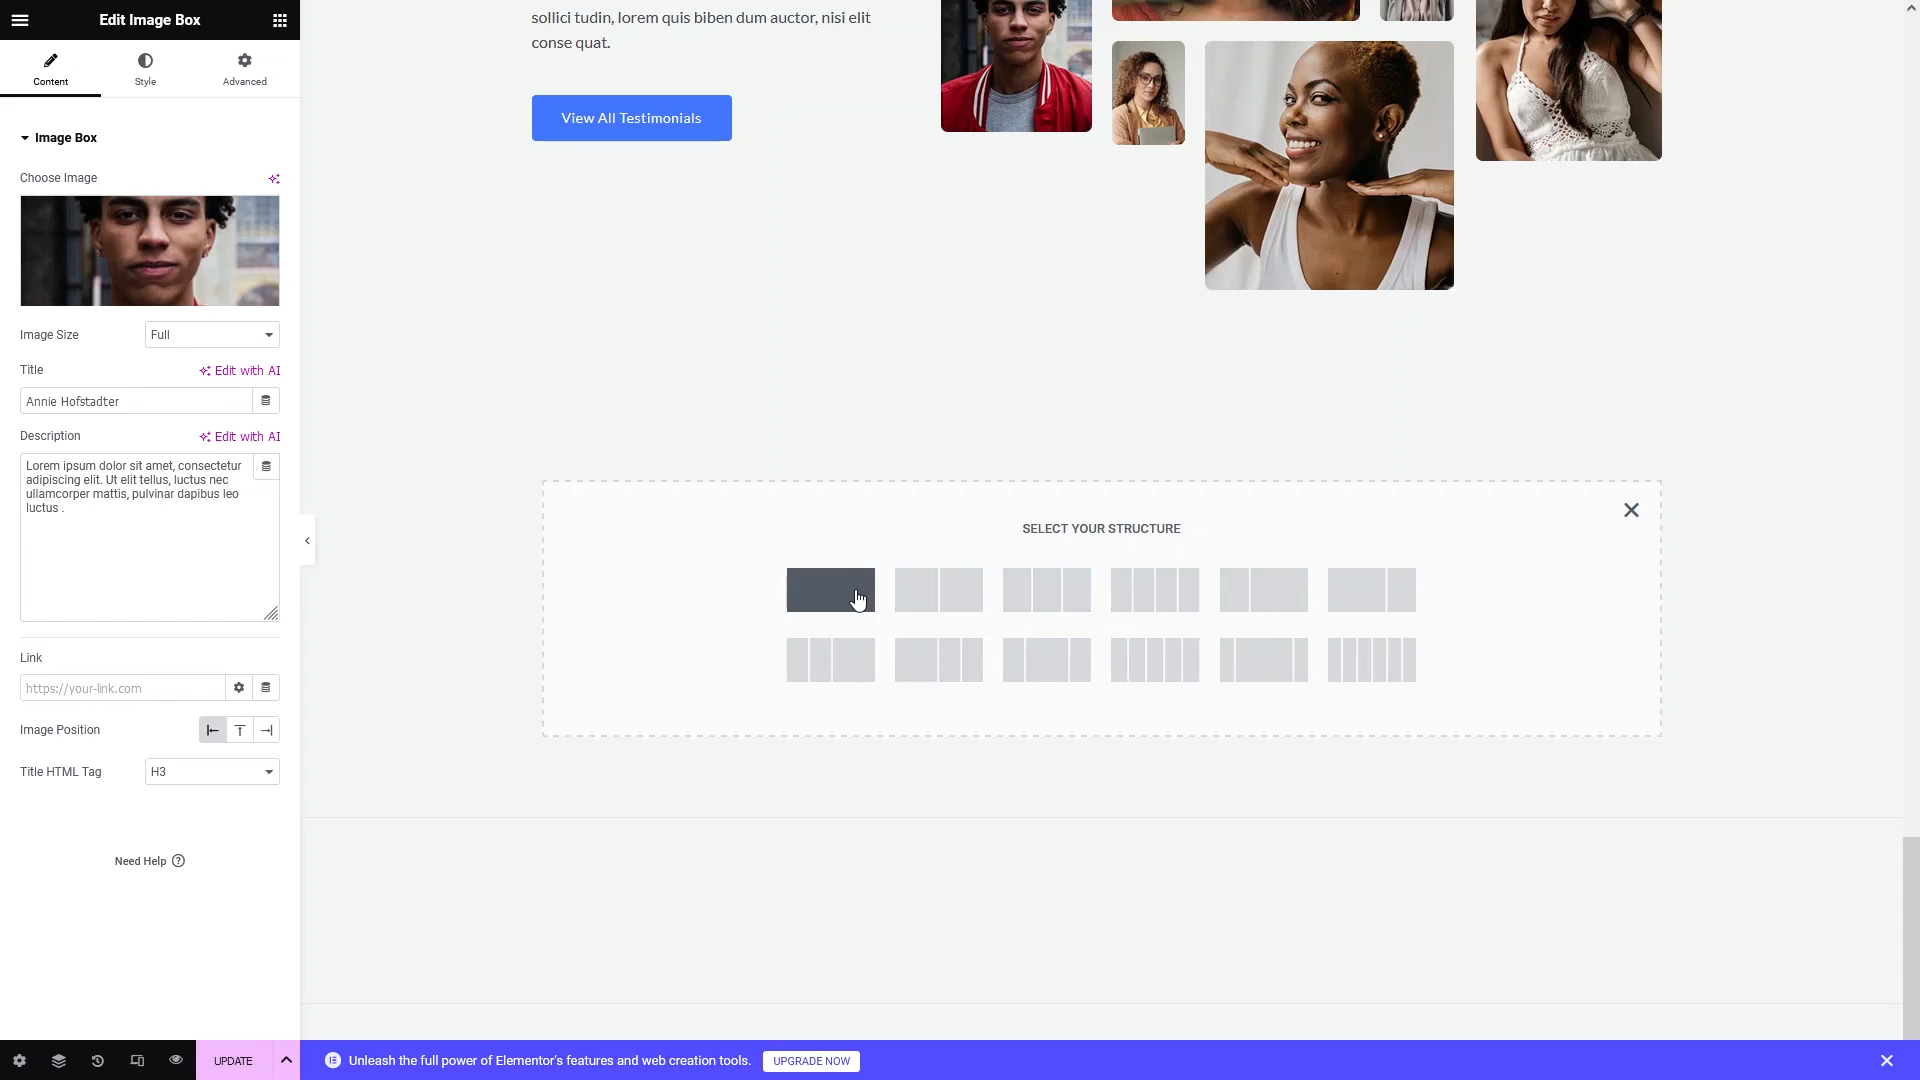 Edit Image Box
Content
Style
Advanced
Image Box
Choose Image
Image Size
Full
Title
Edit with AI
Annie Hofstadter
Description
Edit with AI
Lorem ipsum dolor sit amet, consectetur
adipiscing elit. Ut elit tellus, luctus nec
ullamcorper mattis, pulvinar dapibus leo
luctus .
Link
https://your-link.com
Image Position
Title HTML Tag
H3
Need Help
UPDATE
sollici tudin, lorem quis biben dum auctor, nisi elit
conse quat.
View All Testimonials
SELECT YOUR STRUCTURE
Unleash the full power of Elementor's features and web creation tools.
UPGRADE NOW